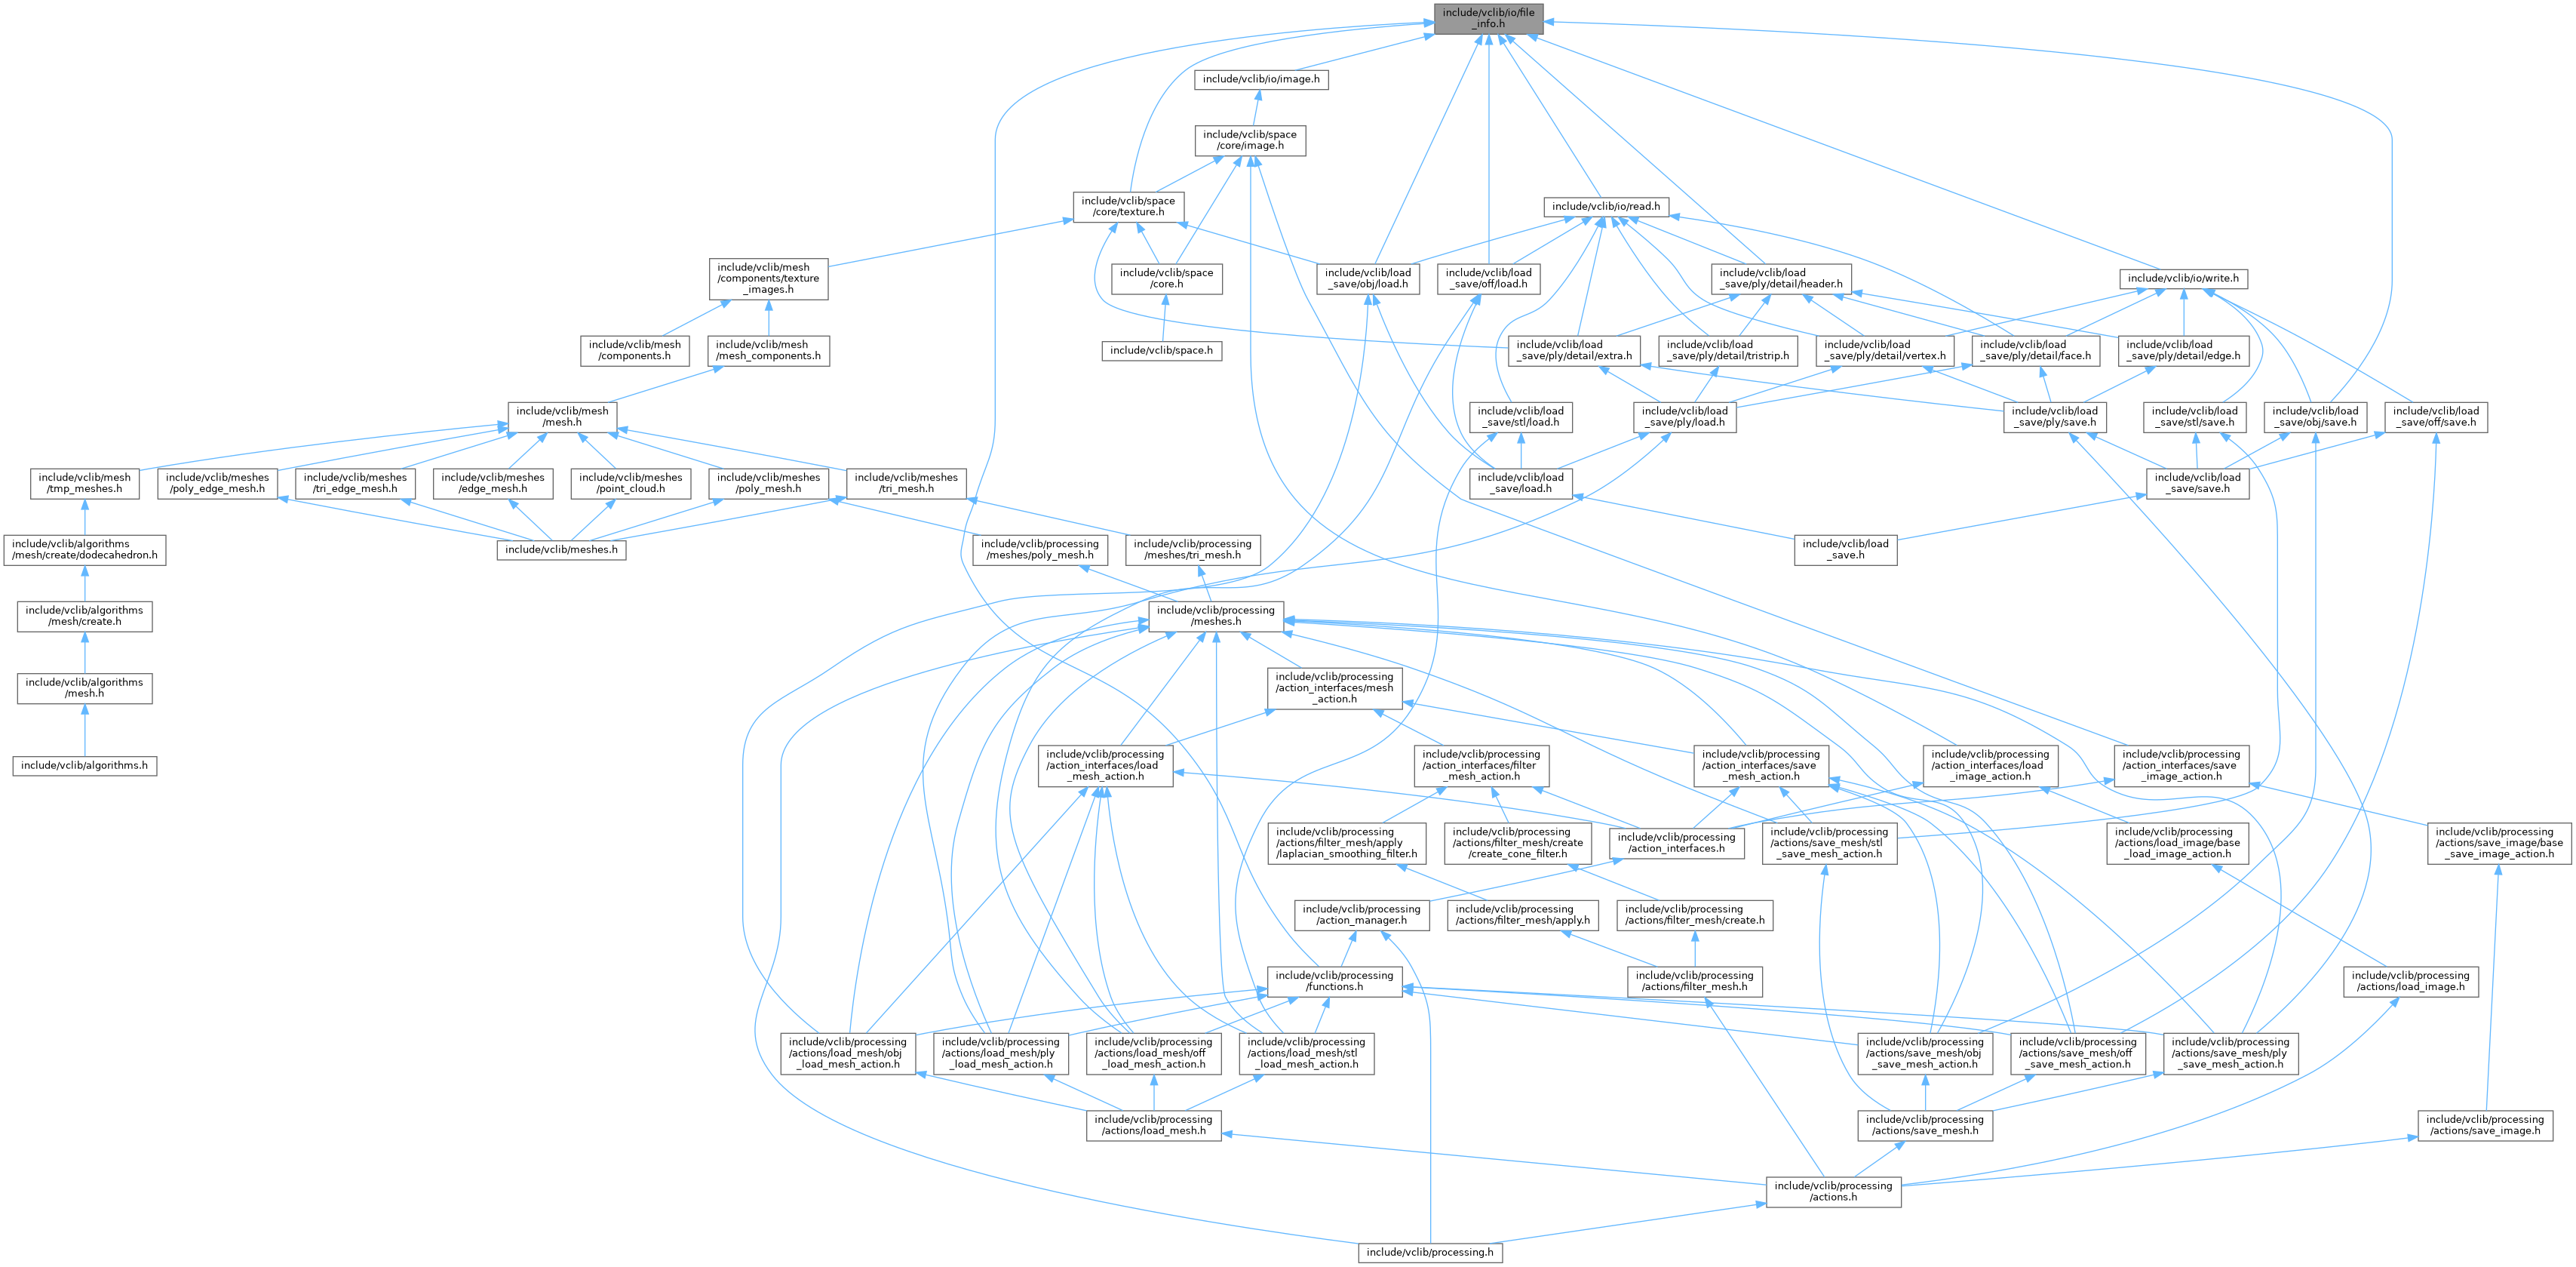 include/vclib/io/file
_info.h
include/vclib/io/image.h
include/vclib/space
/core/image.h
include/vclib/space
/core/texture.h
include/vclib/io/read.h
include/vclib/mesh
/components/texture
_images.h
include/vclib/space
/core.h
include/vclib/load
_save/obj/load.h
include/vclib/load
_save/off/load.h
include/vclib/load
_save/ply/detail/header.h
include/vclib/io/write.h
include/vclib/mesh
/components.h
include/vclib/mesh
/mesh_components.h
include/vclib/space.h
include/vclib/load
_save/ply/detail/extra.h
include/vclib/load
_save/ply/detail/tristrip.h
include/vclib/load
_save/ply/detail/vertex.h
include/vclib/load
_save/ply/detail/face.h
include/vclib/load
_save/ply/detail/edge.h
include/vclib/mesh
/mesh.h
include/vclib/load
_save/stl/load.h
include/vclib/load
_save/ply/load.h
include/vclib/load
_save/ply/save.h
include/vclib/load
_save/stl/save.h
include/vclib/load
_save/obj/save.h
include/vclib/load
_save/off/save.h
include/vclib/mesh
/tmp_meshes.h
include/vclib/meshes
/poly_edge_mesh.h
include/vclib/meshes
/tri_edge_mesh.h
include/vclib/meshes
/edge_mesh.h
include/vclib/meshes
/point_cloud.h
include/vclib/meshes
/poly_mesh.h
include/vclib/meshes
/tri_mesh.h
include/vclib/load
_save/load.h
include/vclib/load
_save/save.h
include/vclib/algorithms
/mesh/create/dodecahedron.h
include/vclib/meshes.h
include/vclib/processing
/meshes/poly_mesh.h
include/vclib/processing
/meshes/tri_mesh.h
include/vclib/load
_save.h
include/vclib/algorithms
/mesh/create.h
include/vclib/processing
/meshes.h
include/vclib/algorithms
/mesh.h
include/vclib/processing
/action_interfaces/mesh
_action.h
include/vclib/algorithms.h
include/vclib/processing
/action_interfaces/load
_mesh_action.h
include/vclib/processing
/action_interfaces/filter
_mesh_action.h
include/vclib/processing
/action_interfaces/save
_mesh_action.h
include/vclib/processing
/action_interfaces/load
_image_action.h
include/vclib/processing
/action_interfaces/save
_image_action.h
include/vclib/processing
/actions/filter_mesh/apply
/laplacian_smoothing_filter.h
include/vclib/processing
/actions/filter_mesh/create
/create_cone_filter.h
include/vclib/processing
/action_interfaces.h
include/vclib/processing
/actions/save_mesh/stl
_save_mesh_action.h
include/vclib/processing
/actions/load_image/base
_load_image_action.h
include/vclib/processing
/actions/save_image/base
_save_image_action.h
include/vclib/processing
/action_manager.h
include/vclib/processing
/actions/filter_mesh/apply.h
include/vclib/processing
/actions/filter_mesh/create.h
include/vclib/processing
/functions.h
include/vclib/processing
/actions/filter_mesh.h
include/vclib/processing
/actions/load_image.h
include/vclib/processing
/actions/load_mesh/obj
_load_mesh_action.h
include/vclib/processing
/actions/load_mesh/ply
_load_mesh_action.h
include/vclib/processing
/actions/load_mesh/off
_load_mesh_action.h
include/vclib/processing
/actions/load_mesh/stl
_load_mesh_action.h
include/vclib/processing
/actions/save_mesh/obj
_save_mesh_action.h
include/vclib/processing
/actions/save_mesh/off
_save_mesh_action.h
include/vclib/processing
/actions/save_mesh/ply
_save_mesh_action.h
include/vclib/processing
/actions/load_mesh.h
include/vclib/processing
/actions/save_mesh.h
include/vclib/processing
/actions/save_image.h
include/vclib/processing
/actions.h
include/vclib/processing.h